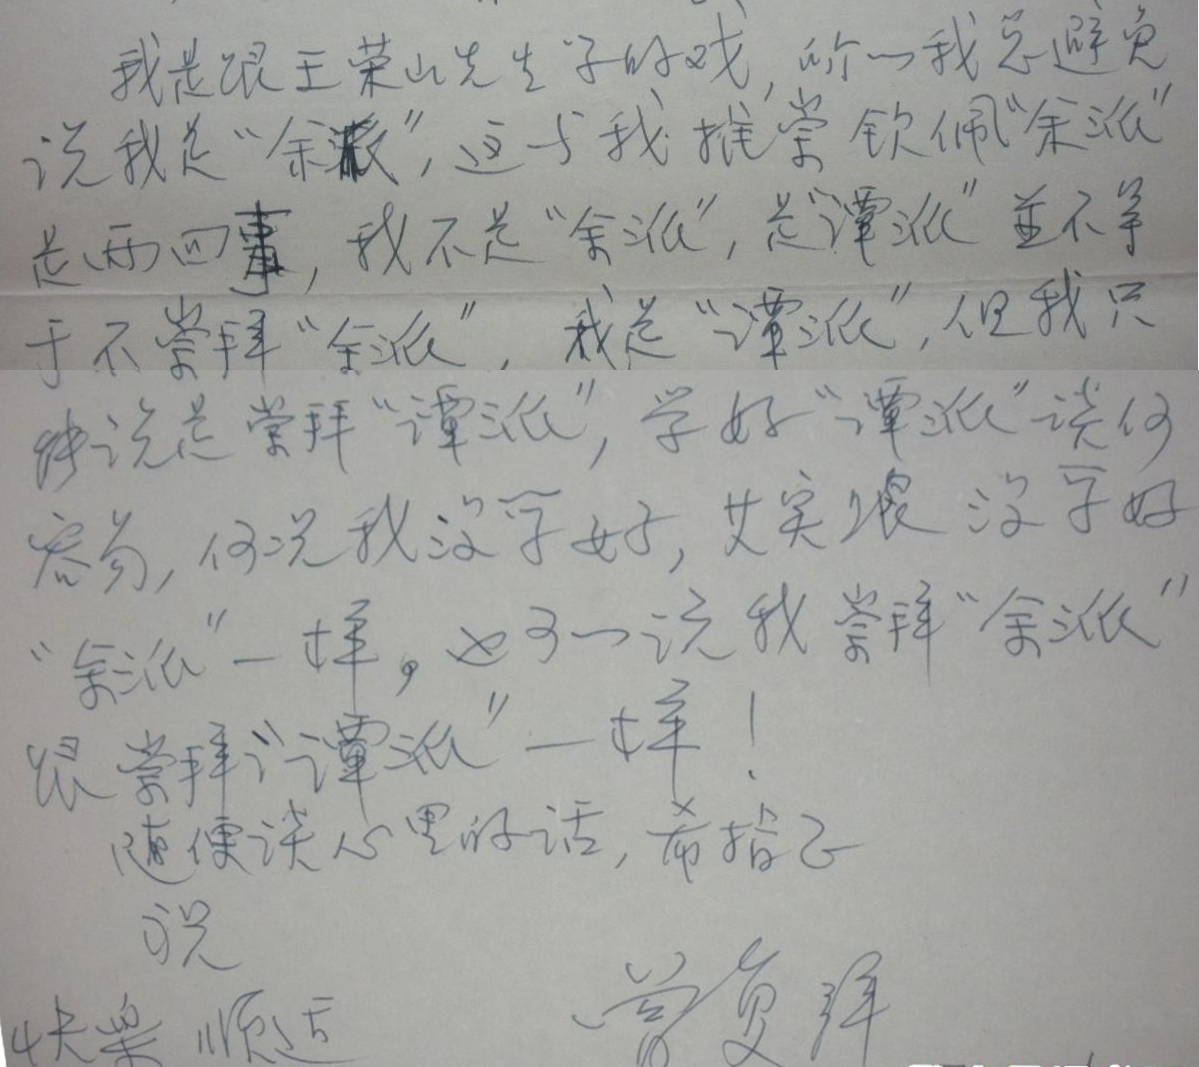 我是跟王荣山先生学的戏,所以我总避免
说我是“余派”,这与我推崇钦佩“余派”
是两回事,我不是“余派”,是“谭派”並不等
于不崇拜“余派”,我是“谭派”,但我只
能说是崇拜“谭派”,学好“谭派”谈何
容易,何况我没学好,其实跟没学好
“余派”一样。也可以说我崇拜“余派”
跟崇拜“谭派”一样!
随便谈心里的话,希指正
祝
快乐 顺适
曾复拜